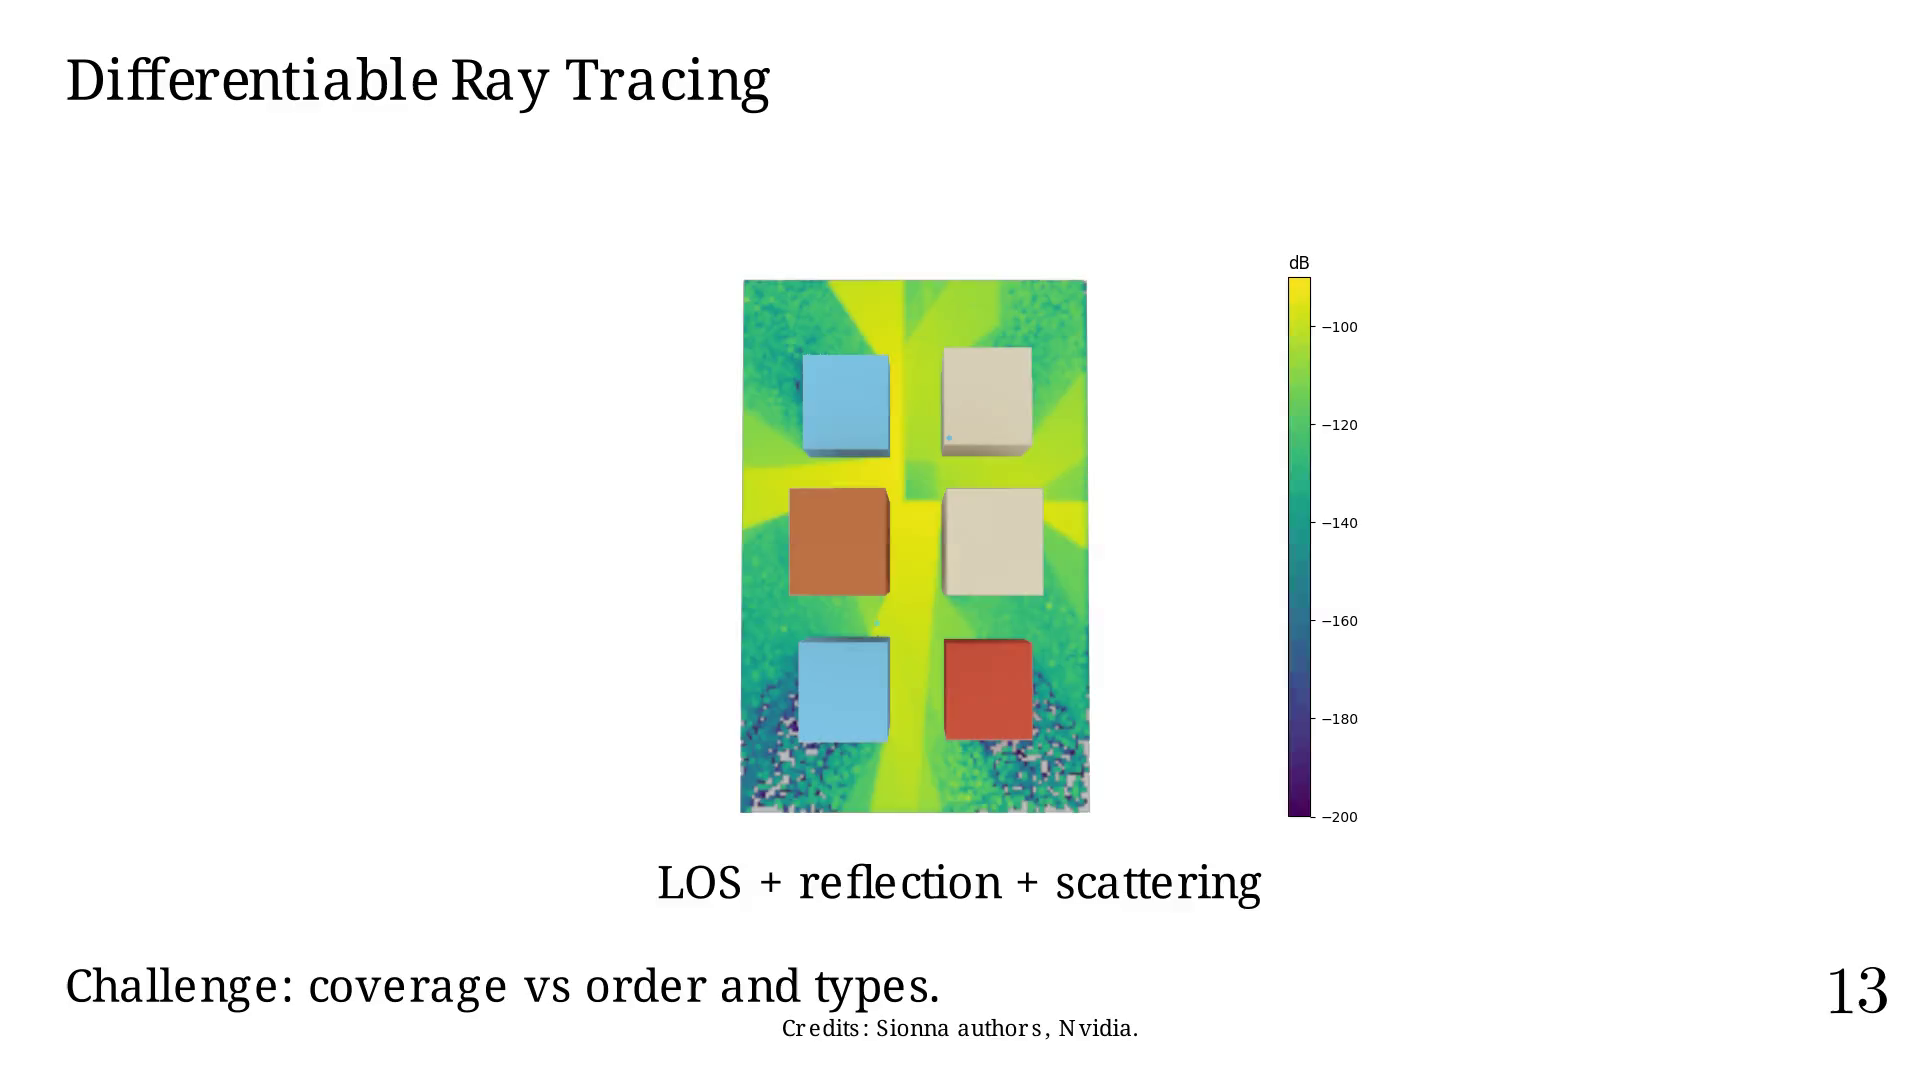 Differentiable Ray Tracing
dB
−100
−120
−140
−160
−180
−200
LOS + reflection + scattering
Challenge: coverage vs order and types.
13
Credits: Sionna authors, Nvidia.